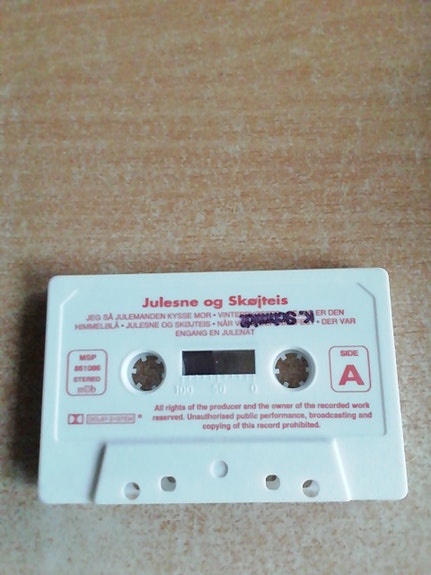 Julesne og Skøjteis
JEG SÅ JULEMANDEN KYSSE MOR • ER DEN
HIMMELBLÅ • JULESNE OG SKØJTEIS • NÅR • DER VAR
ENGANG EN JULENAT
MSP
861086
STEREO
ncb
SIDE
A
100 50 0
DOLBY SYSTEM ®
All rights of the producer and the owner of the recorded work
reserved. Unauthorised public performance, broadcasting and
copying of this record prohibited.